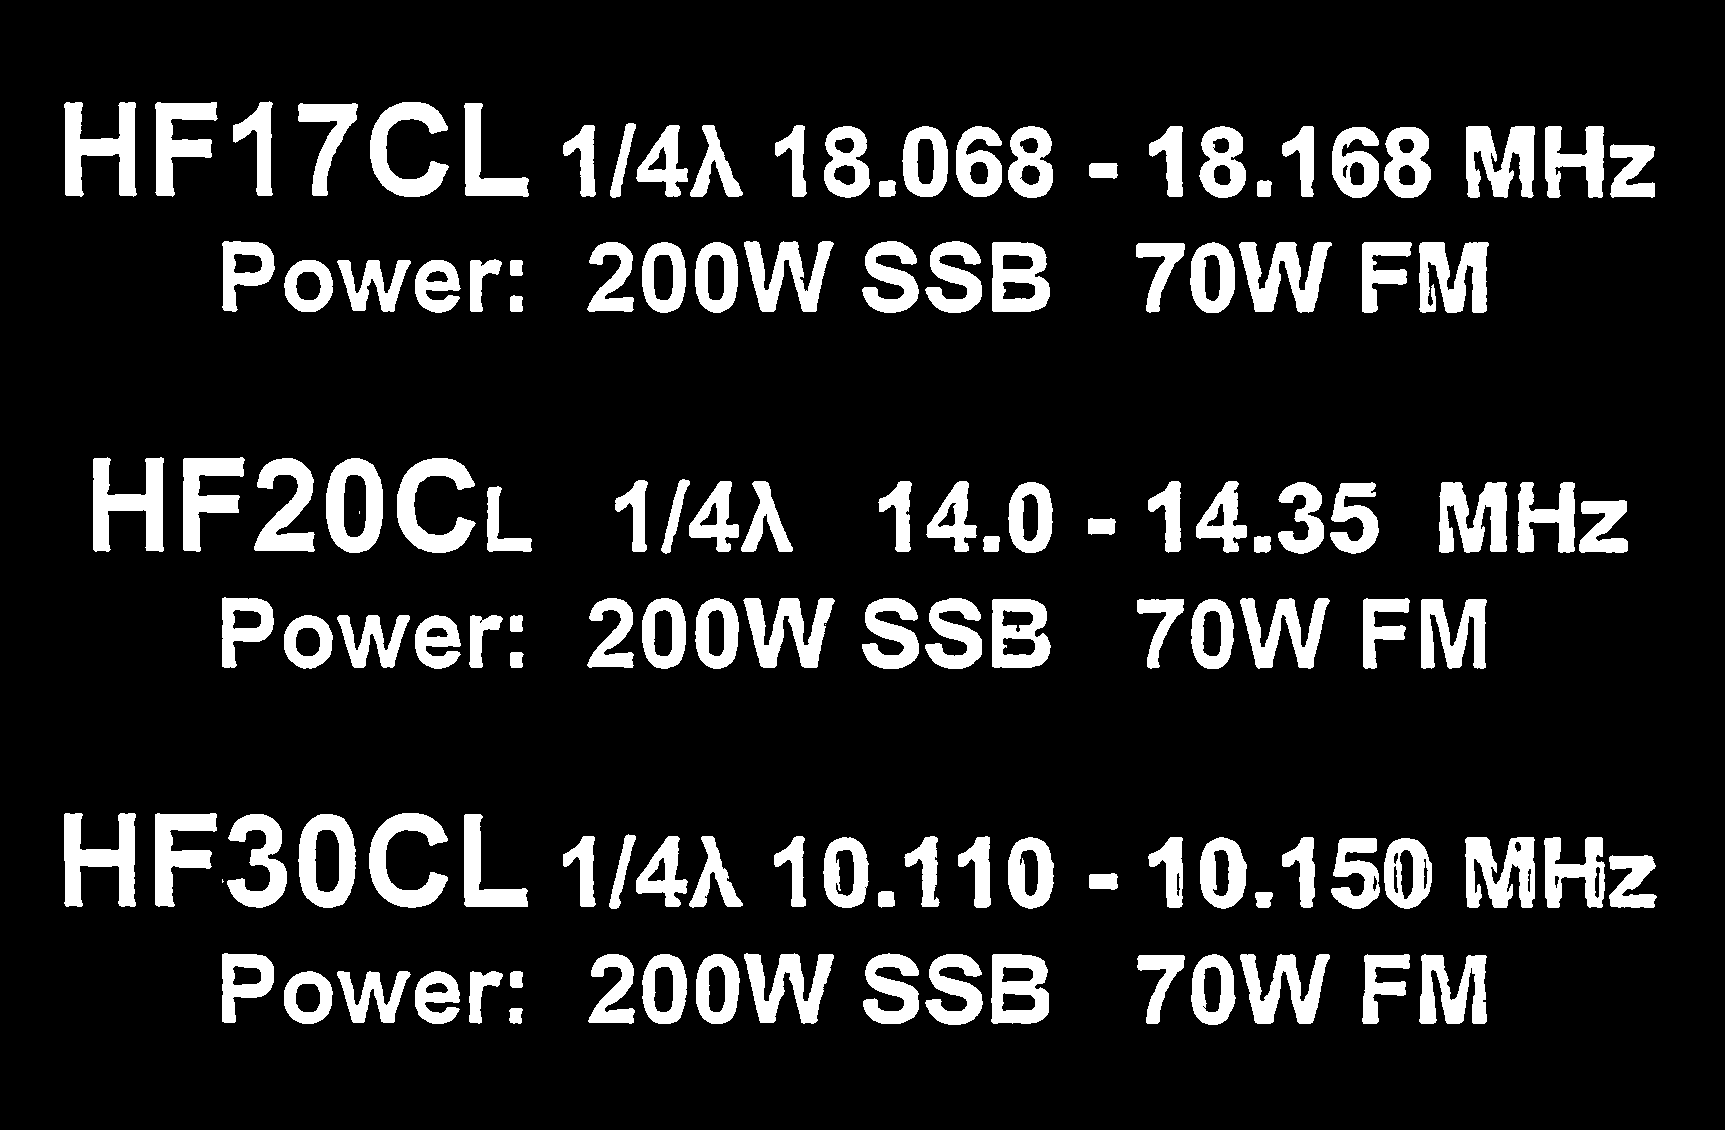 HF17CL 1/4λ 18.068 - 18.168 MHz
Power: 200W SSB 70W FM
HF20CL 1/4λ 14.0 - 14.35 MHz
Power: 200W SSB 70W FM
HF30CL 1/4λ 10.110 - 10.150 MHz
Power: 200W SSB 70W FM